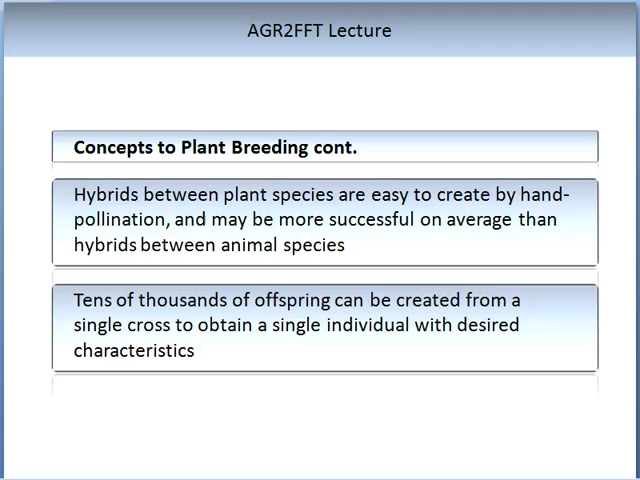 AGR2FFT Lecture
Concepts to Plant Breeding cont.
Hybrids between plant species are easy to create by hand-
pollination, and may be more successful on average than
hybrids between animal species
Tens of thousands of offspring can be created from a
single cross to obtain a single individual with desired
characteristics